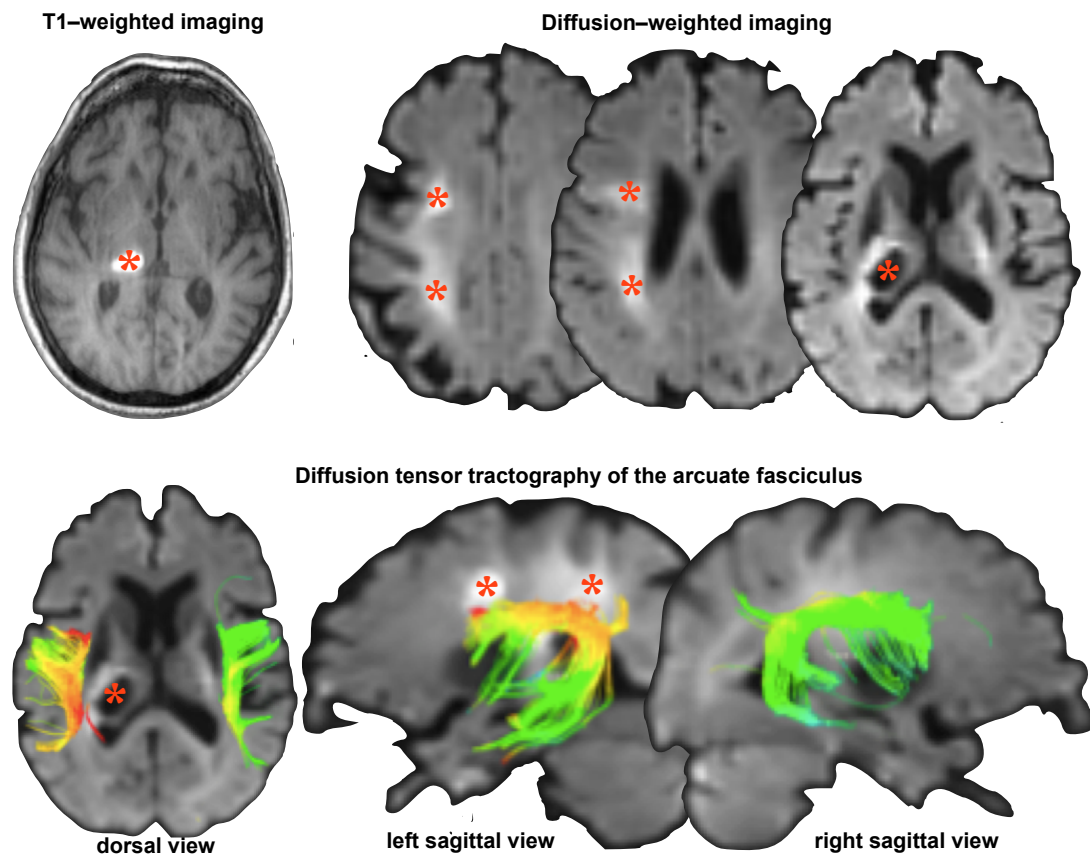 T1–weighted imaging
Diffusion–weighted imaging
Diffusion tensor tractography of the arcuate fasciculus
dorsal view
left sagittal view
right sagittal view